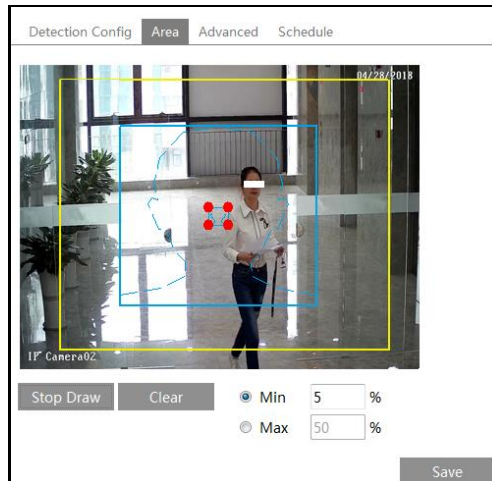 Detection Config Area Advanced Schedule
04/28/2018
IP Camera02
Stop Draw Clear Min 5 %
Max 50 %
Save